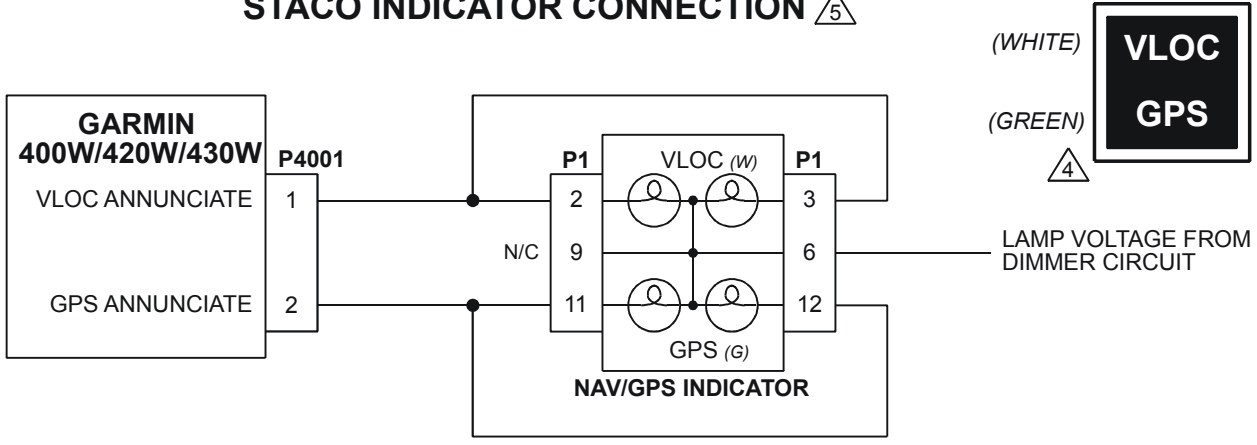 STACO INDICATOR CONNECTION 5
(WHITE)
VLOC
(GREEN)
GPS
4
GARMIN
400W/420W/430W
P4001
VLOC ANNUNCIATE
1
GPS ANNUNCIATE
2
P1
VLOC (W)
P1
2
3
N/C
9
6
11
12
GPS (G)
NAV/GPS INDICATOR
LAMP VOLTAGE FROM
DIMMER CIRCUIT